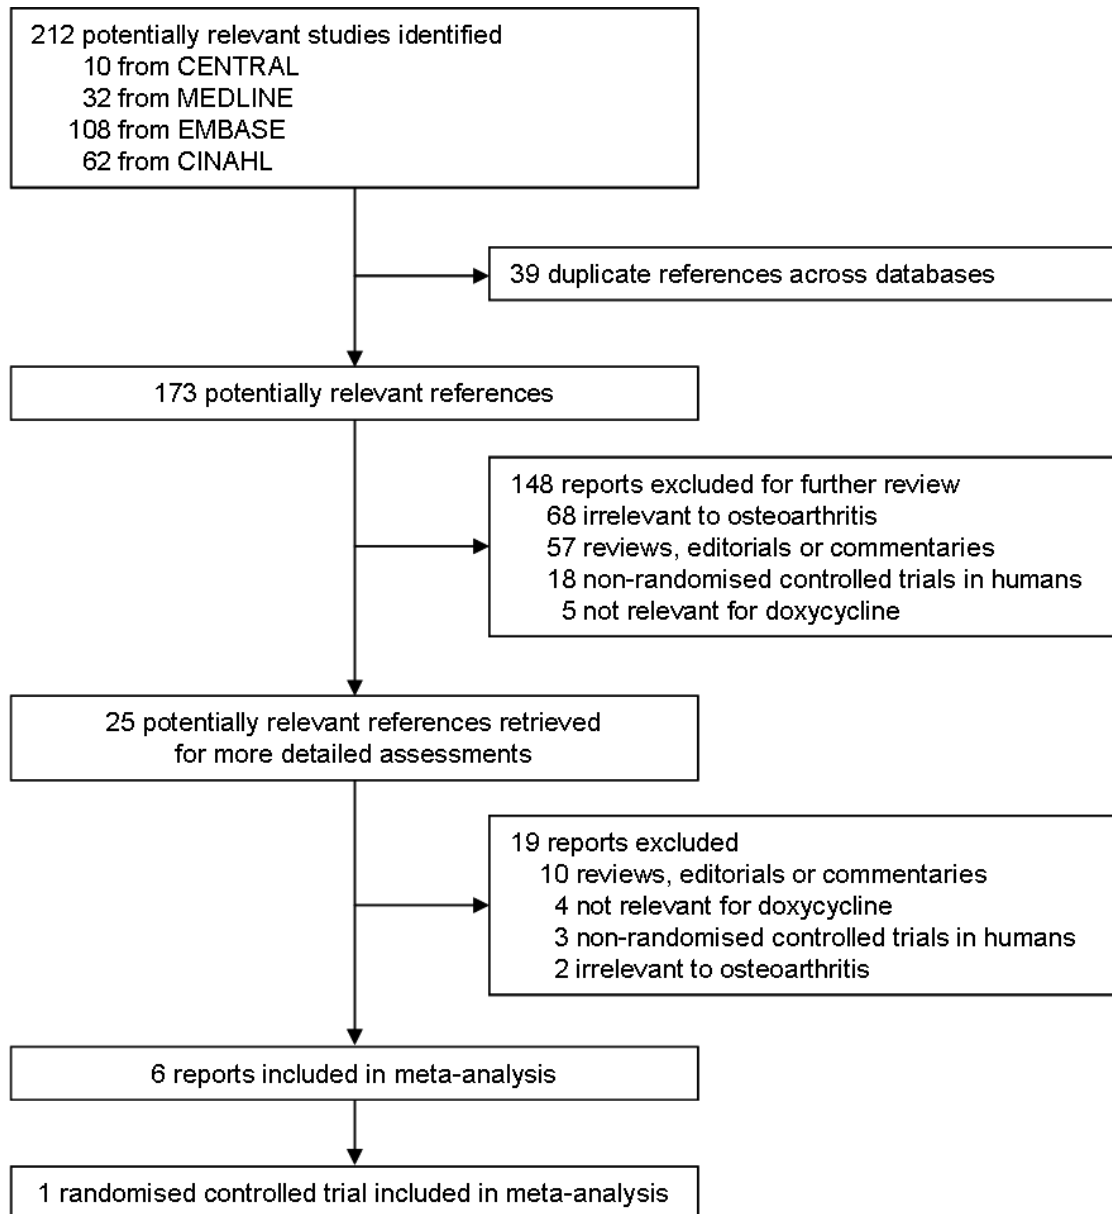 212 potentially relevant studies identified
10 from CENTRAL
32 from MEDLINE
108 from EMBASE
62 from CINAHL
39 duplicate references across databases
173 potentially relevant references
148 reports excluded for further review
68 irrelevant to osteoarthritis
57 reviews, editorials or commentaries
18 non-randomised controlled trials in humans
5 not relevant for doxycycline
25 potentially relevant references retrieved
for more detailed assessments
19 reports excluded
10 reviews, editorials or commentaries
4 not relevant for doxycycline
3 non-randomised controlled trials in humans
2 irrelevant to osteoarthritis
6 reports included in meta-analysis
1 randomised controlled trial included in meta-analysis